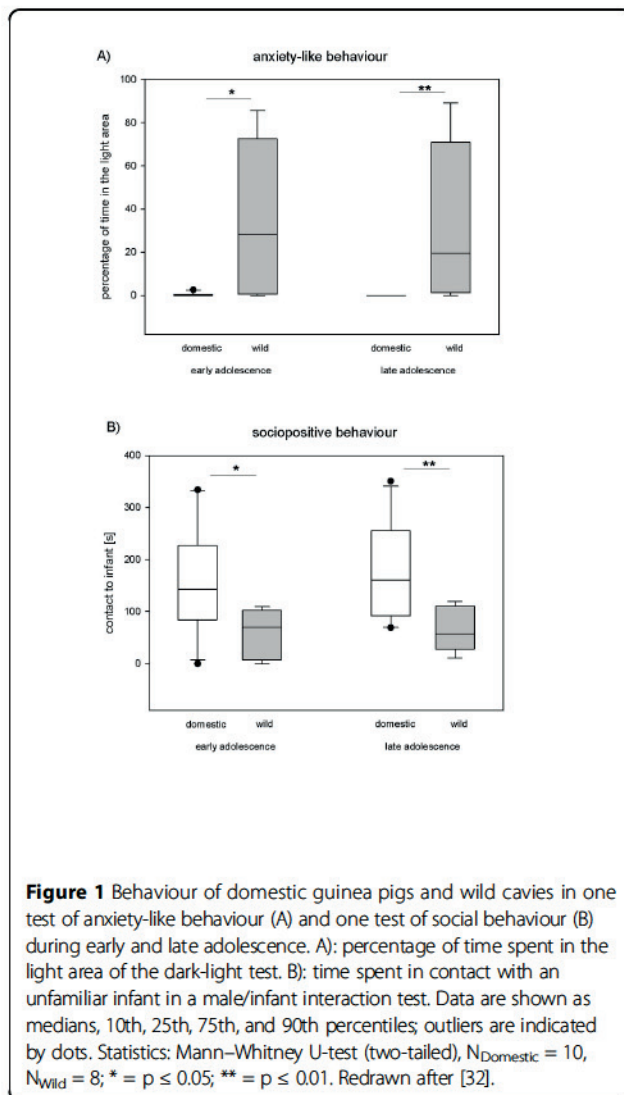 A)
anxiety-like behaviour
percentage of time in the light area
100
80
60
40
20
0
*
**
domestic wild domestic wild
early adolescence late adolescence
B)
sociopositive behaviour
contact to infant [s]
400
300
200
100
0
*
**
domestic wild domestic wild
early adolescence late adolescence
Figure 1 Behaviour of domestic guinea pigs and wild cavies in one
test of anxiety-like behaviour (A) and one test of social behaviour (B)
during early and late adolescence. A): percentage of time spent in the
light area of the dark-light test. B): time spent in contact with an
unfamiliar infant in a male/infant interaction test. Data are shown as
medians, 10th, 25th, 75th, and 90th percentiles; outliers are indicated
by dots. Statistics: Mann–Whitney U-test (two-tailed), NDomestic = 10,
NWild = 8; * = p ≤ 0.05; ** = p ≤ 0.01. Redrawn after [32].